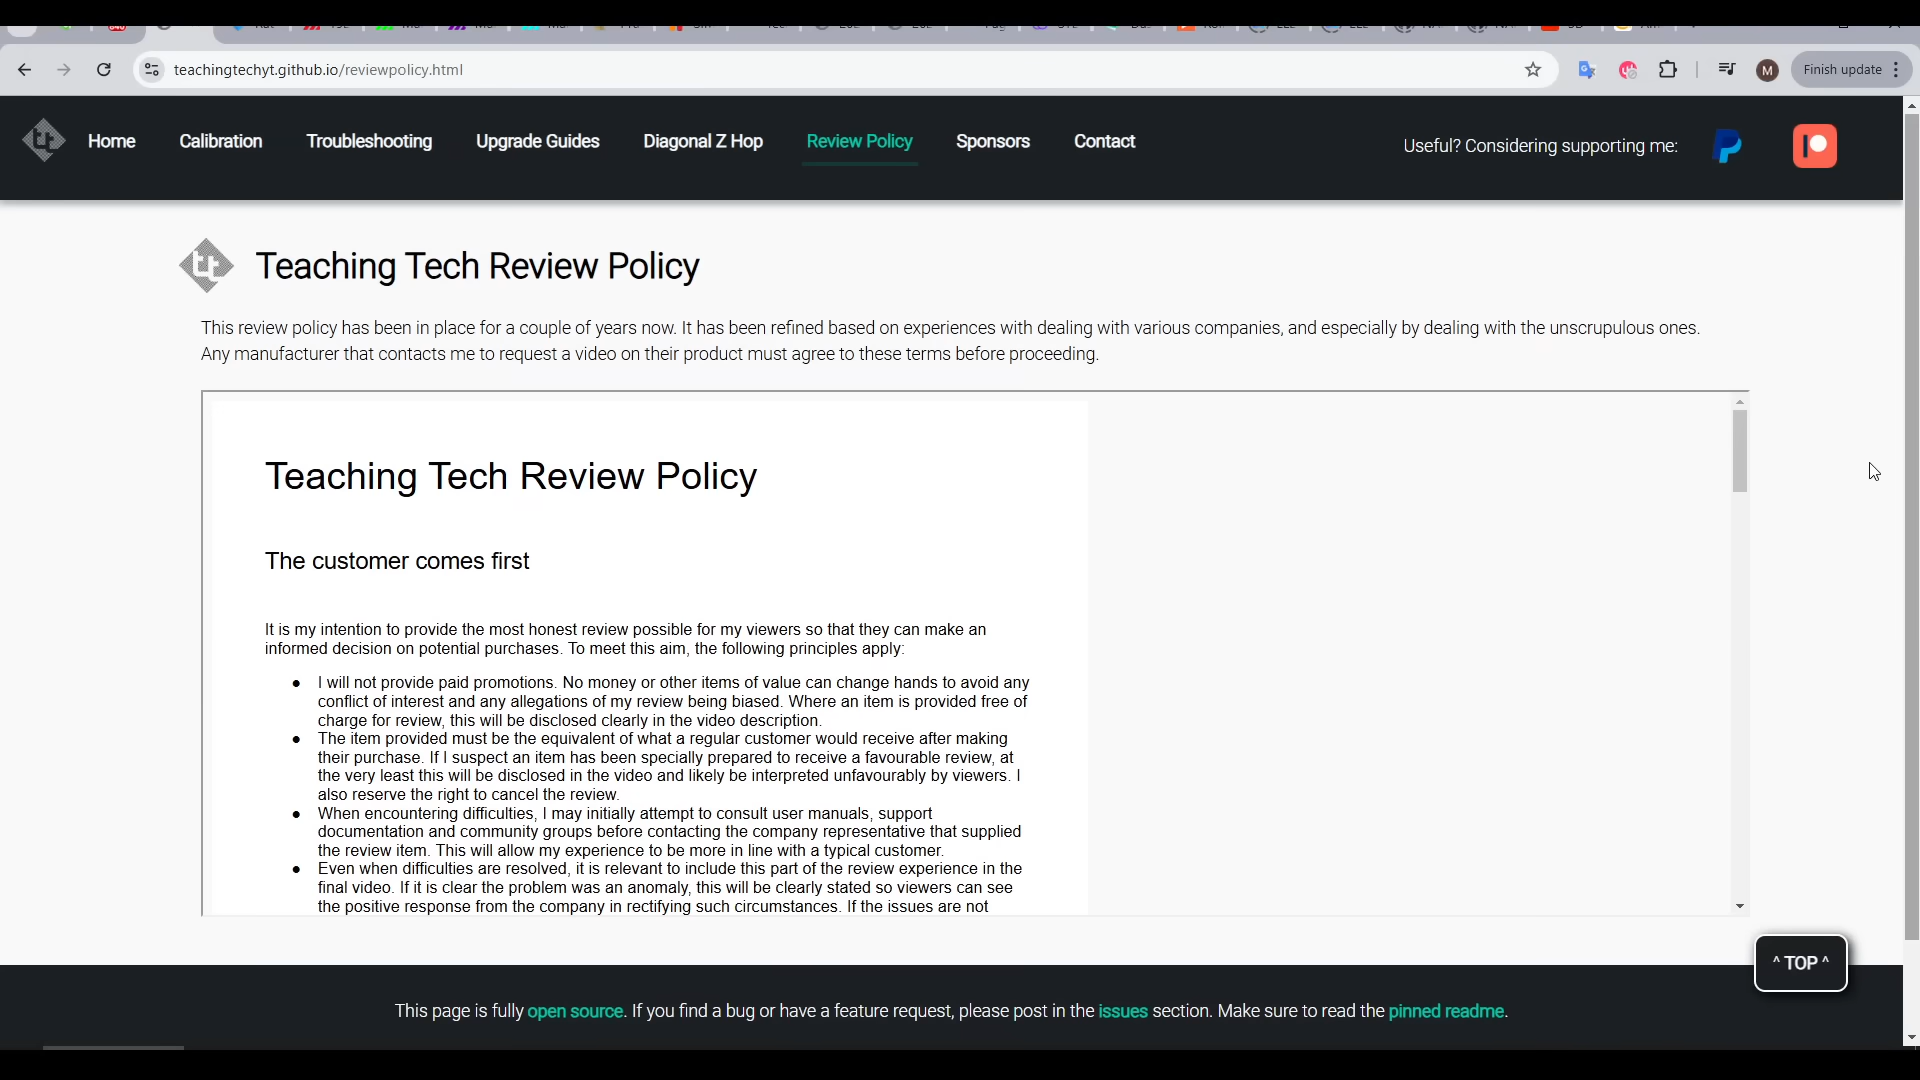 teachingtechyt.github.io/reviewpolicy.html
M
Finish update
Home
Calibration
Troubleshooting
Upgrade Guides
Diagonal Z Hop
Review Policy
Sponsors
Contact
Useful? Considering supporting me:
Teaching Tech Review Policy
This review policy has been in place for a couple of years now. It has been refined based on experiences with dealing with various companies, and especially by dealing with the unscrupulous ones.
Any manufacturer that contacts me to request a video on their product must agree to these terms before proceeding.
Teaching Tech Review Policy
The customer comes first
It is my intention to provide the most honest review possible for my viewers so that they can make an
informed decision on potential purchases. To meet this aim, the following principles apply:
● I will not provide paid promotions. No money or other items of value can change hands to avoid any
conflict of interest and any allegations of my review being biased. Where an item is provided free of
charge for review, this will be disclosed clearly in the video description.
● The item provided must be the equivalent of what a regular customer would receive after making
their purchase. If I suspect an item has been specially prepared to receive a favourable review, at
the very least this will be disclosed in the video and likely be interpreted unfavourably by viewers. I
also reserve the right to cancel the review.
● When encountering difficulties, I may initially attempt to consult user manuals, support
documentation and community groups before contacting the company representative that supplied
the review item. This will allow my experience to be more in line with a typical customer.
● Even when difficulties are resolved, it is relevant to include this part of the review experience in the
final video. If it is clear the problem was an anomaly, this will be clearly stated so viewers can see
the positive response from the company in rectifying such circumstances. If the issues are not
^ TOP ^
This page is fully open source. If you find a bug or have a feature request, please post in the issues section. Make sure to read the pinned readme.